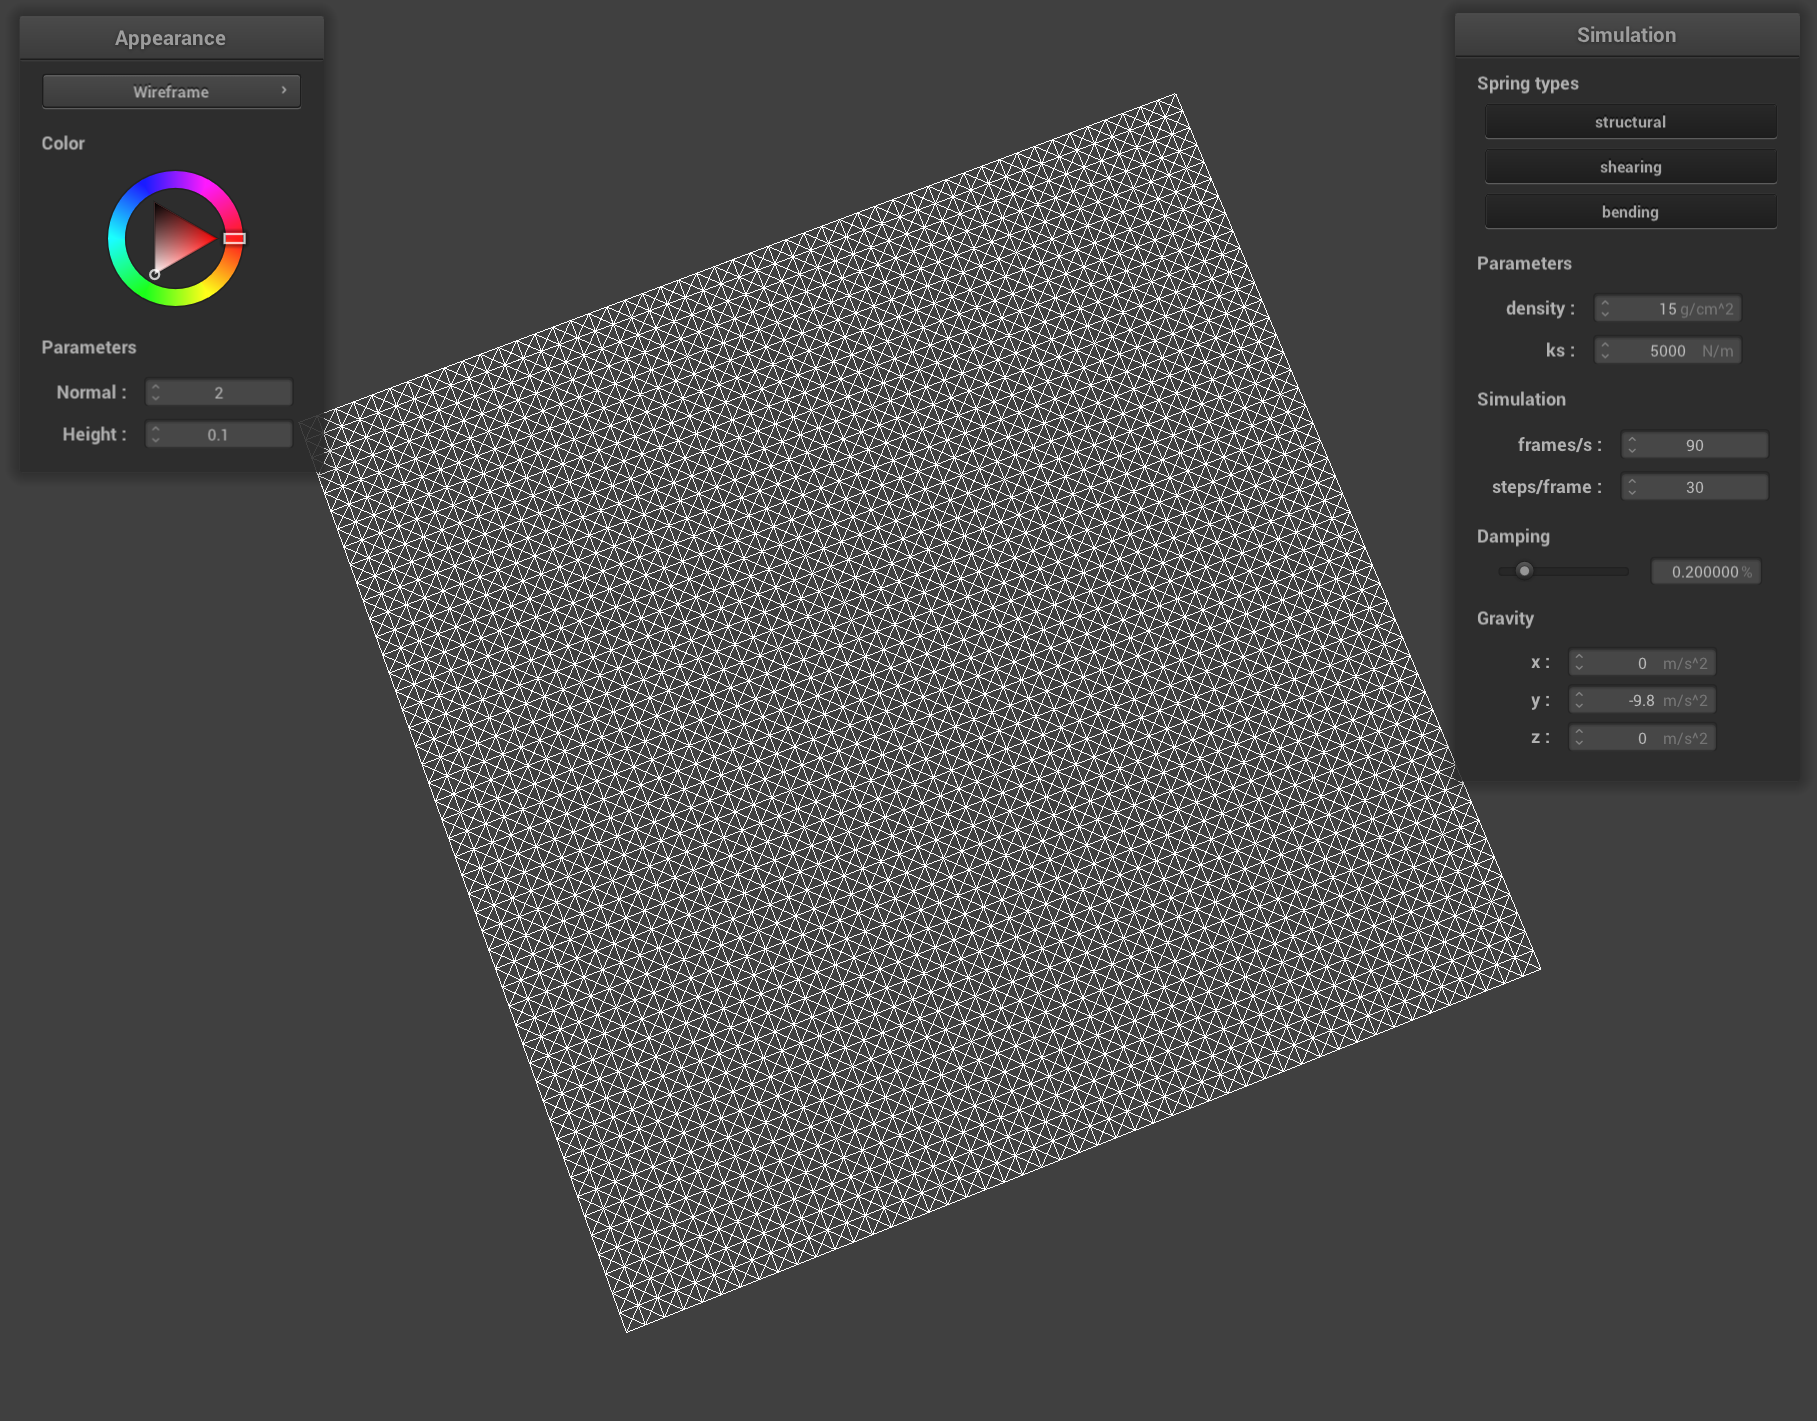 Appearance
Wireframe
Color
Parameters
Normal : 2
Height : 0.1
Simulation
Spring types
structural
shearing
bending
Parameters
density : 15 g/cm^2
ks : 5000 N/m
Simulation
frames/s : 90
steps/frame : 30
Damping
0.200000 %
Gravity
x : 0 m/s^2
y : -9.8 m/s^2
z : 0 m/s^2